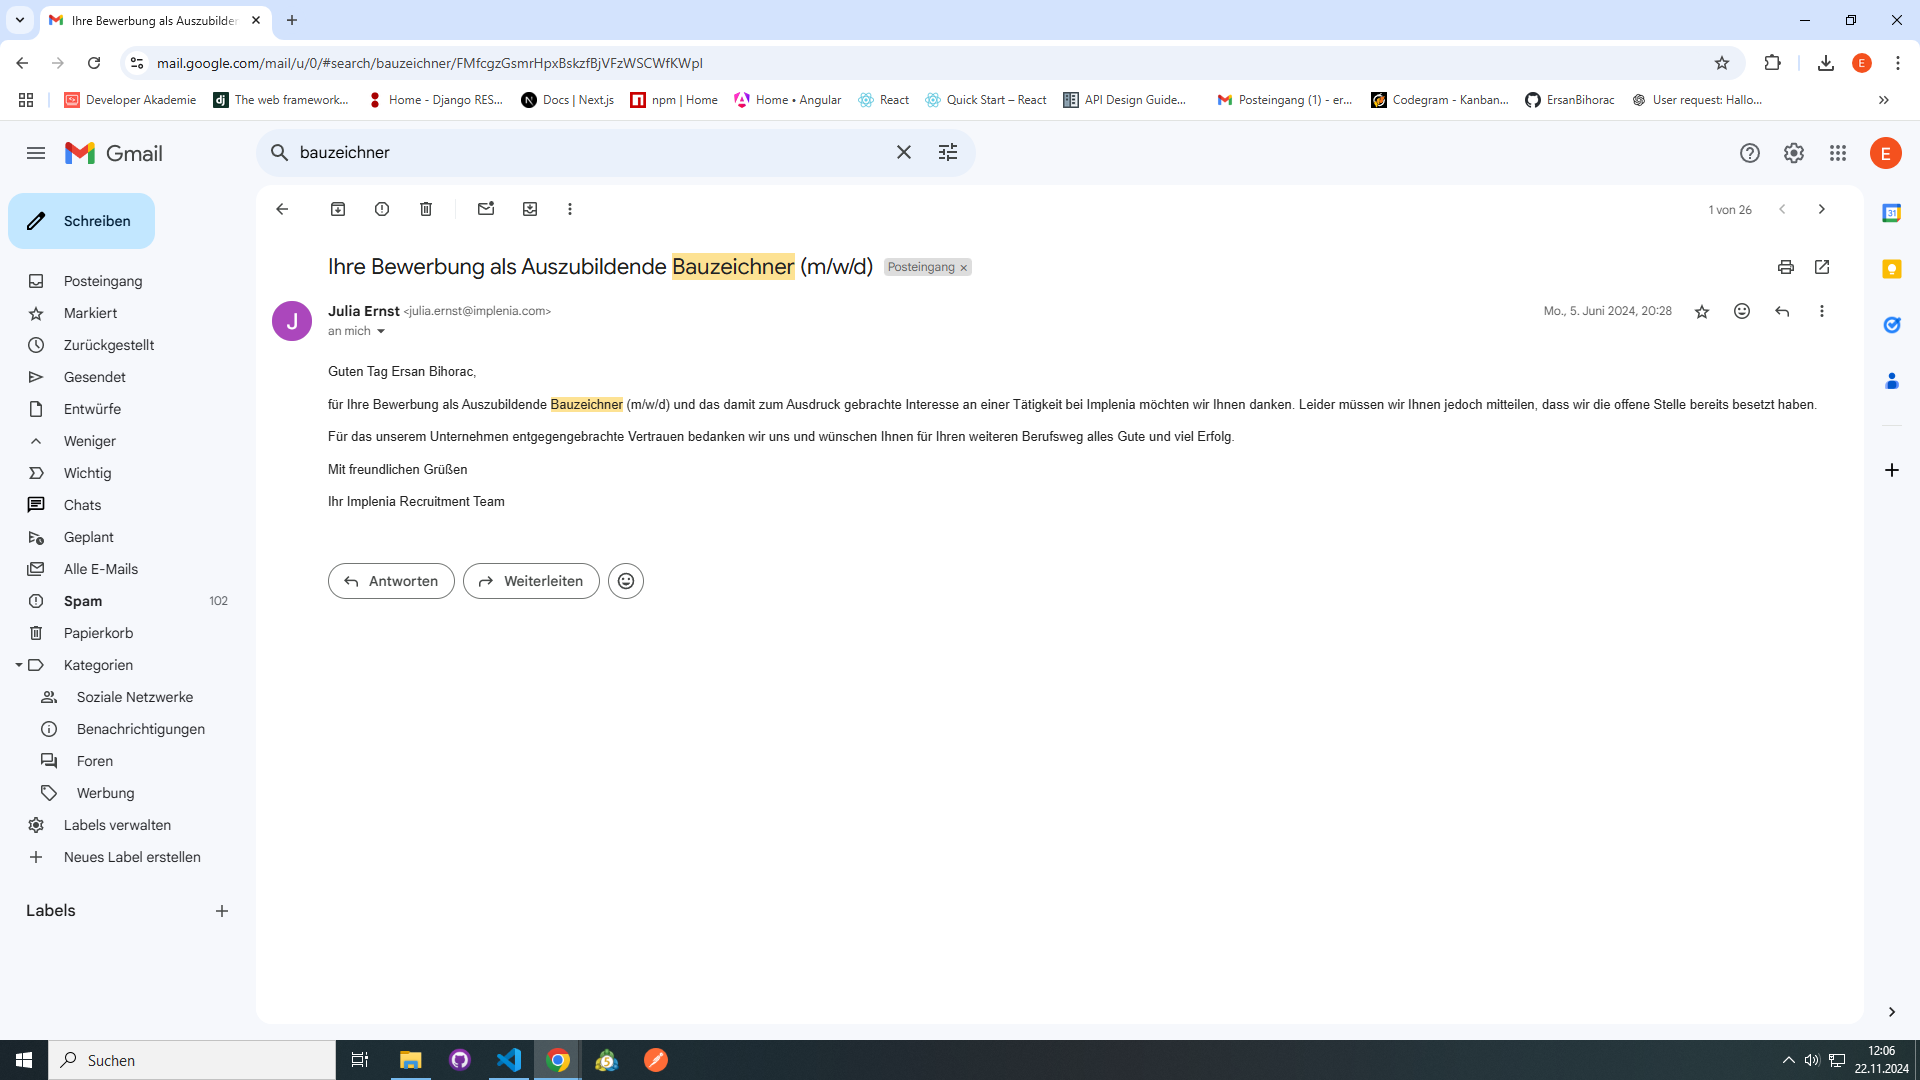 Ihre Bewerbung als Auszubilden
mail.google.com/mail/u/0/#search/bauzeichner/FMfcgzGsmrHpxBskzfBjVFzWSCWfKWpl
E
Developer Akademie
The web framework...
Home - Django RES...
Docs | Next.js
npm | Home
Home • Angular
React
Quick Start – React
API Design Guide...
Posteingang (1) - er...
Codegram - Kanban...
ErsanBihorac
User request: Hallo...
Gmail
bauzeichner
E
Schreiben
1 von 26
Ihre Bewerbung als Auszubildende Bauzeichner (m/w/d)
Posteingang
J
Julia Ernst <julia.ernst@implenia.com>
Mo., 5. Juni 2024, 20:28
an mich
Guten Tag Ersan Bihorac,
für Ihre Bewerbung als Auszubildende Bauzeichner (m/w/d) und das damit zum Ausdruck gebrachte Interesse an einer Tätigkeit bei Implenia möchten wir Ihnen danken. Leider müssen wir Ihnen jedoch mitteilen, dass wir die offene Stelle bereits besetzt haben.
Für das unserem Unternehmen entgegengebrachte Vertrauen bedanken wir uns und wünschen Ihnen für Ihren weiteren Berufsweg alles Gute und viel Erfolg.
Mit freundlichen Grüßen
Ihr Implenia Recruitment Team
Antworten
Weiterleiten
Posteingang
Markiert
Zurückgestellt
Gesendet
Entwürfe
Weniger
Wichtig
Chats
Geplant
Alle E-Mails
Spam 102
Papierkorb
Kategorien
Soziale Netzwerke
Benachrichtigungen
Foren
Werbung
Labels verwalten
Neues Label erstellen
Labels
31
Suchen
12:06
22.11.2024